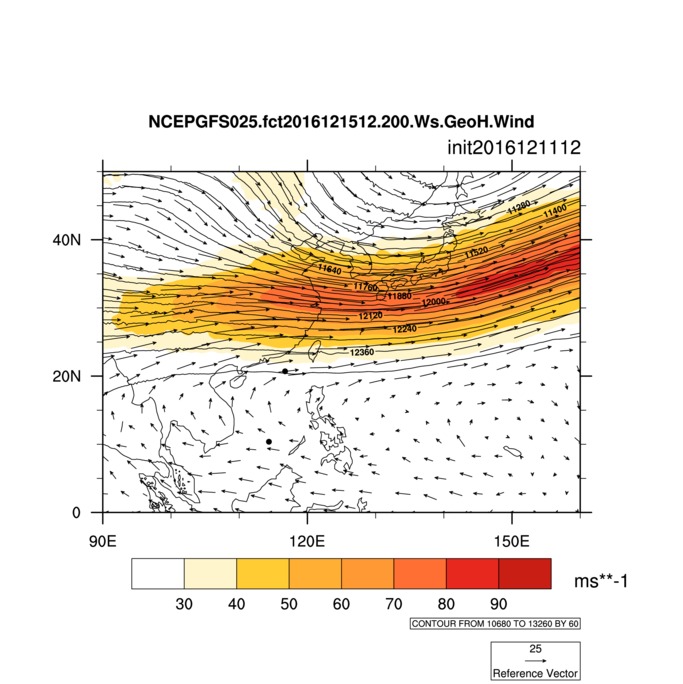 NCEPGFS025.fct2016121512.200.Ws.GeoH.Wind
init2016121112
11280
11400
40N
11520
11640
11760
11880
12000
12120
12240
12360
20N
0
90E 120E 150E
ms**-1
30 40 50 60 70 80 90
CONTOUR FROM 10680 TO 13260 BY 60
25
Reference Vector